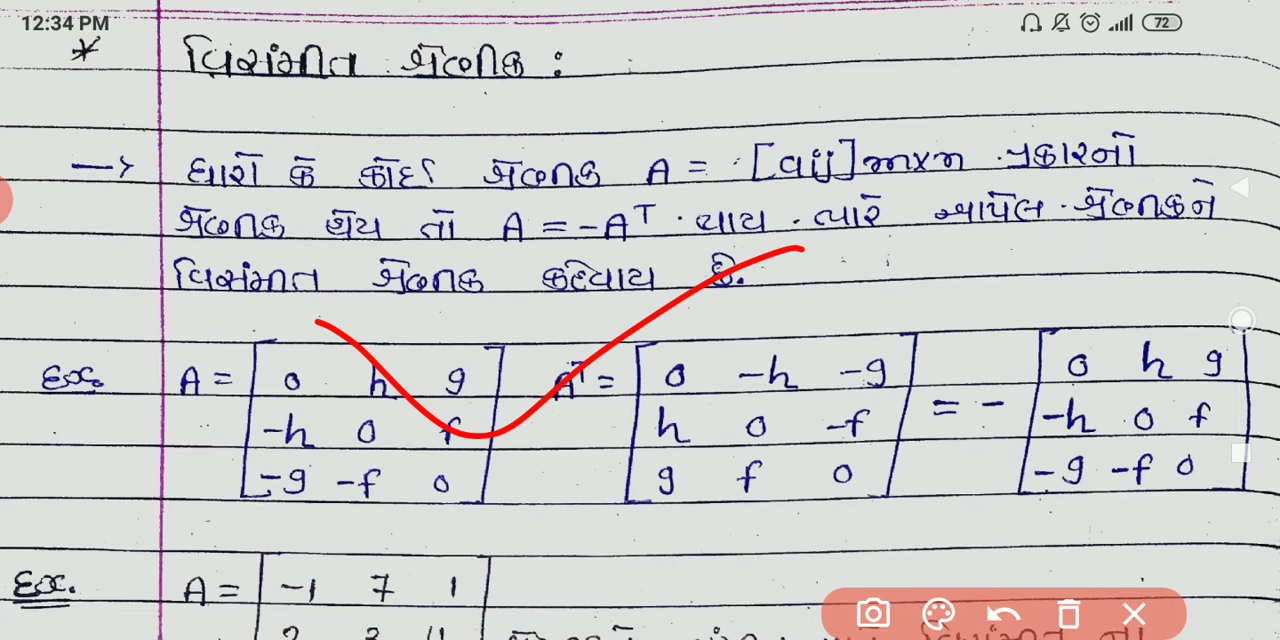 12:34 PM
72
* વિસંમીત શ્રેણીક :
→ ધારો કે કોઈ શ્રેણીક A = [aij]mxn પ્રકારનો
શ્રેણીક હોય તો A = -Aᵀ થાય ત્યારે આપેલ શ્રેણીકને
વિસંમીત શ્રેણીક કહેવાય છે.
Ex. A = [ 0 h g Aᵀ = [ 0 -h -g ] = - [ 0 h g
-h 0 f h 0 -f -h 0 f
-g -f 0 ] g f 0 -g -f 0 ]
Ex. A = -1 7 1